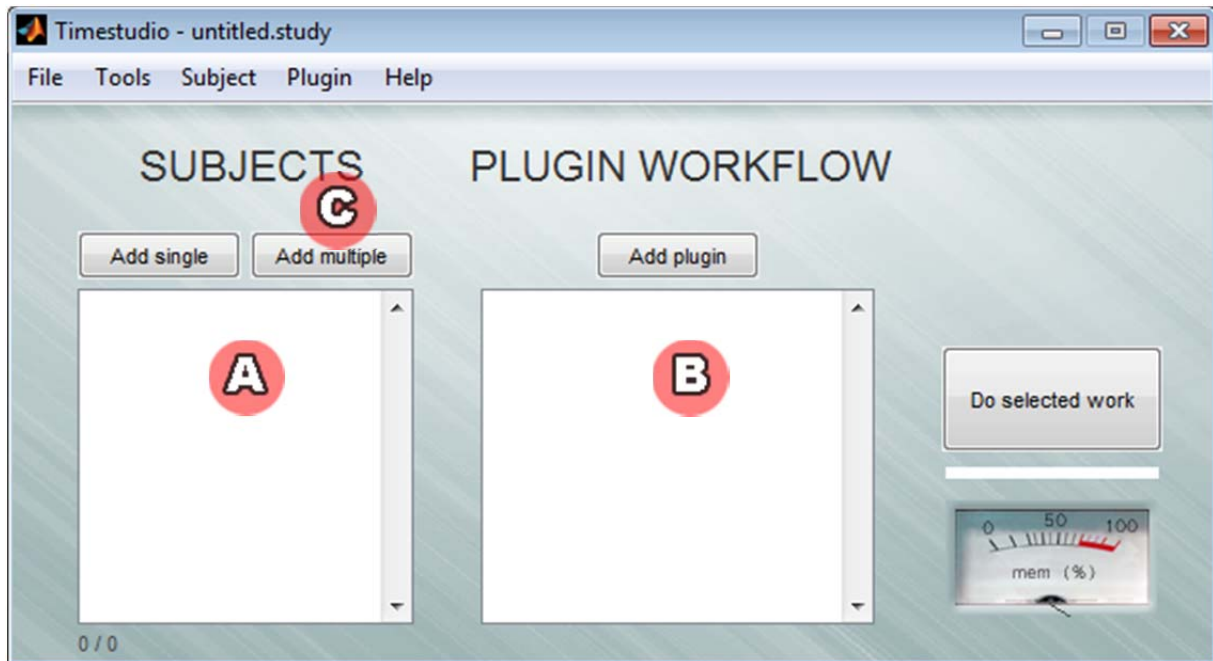 Timestudio - untitled.study
File Tools Subject Plugin Help
SUBJECTS PLUGIN WORKFLOW
C
Add single Add multiple Add plugin
A B
Do selected work
0 50 100
mem (%)
0 / 0